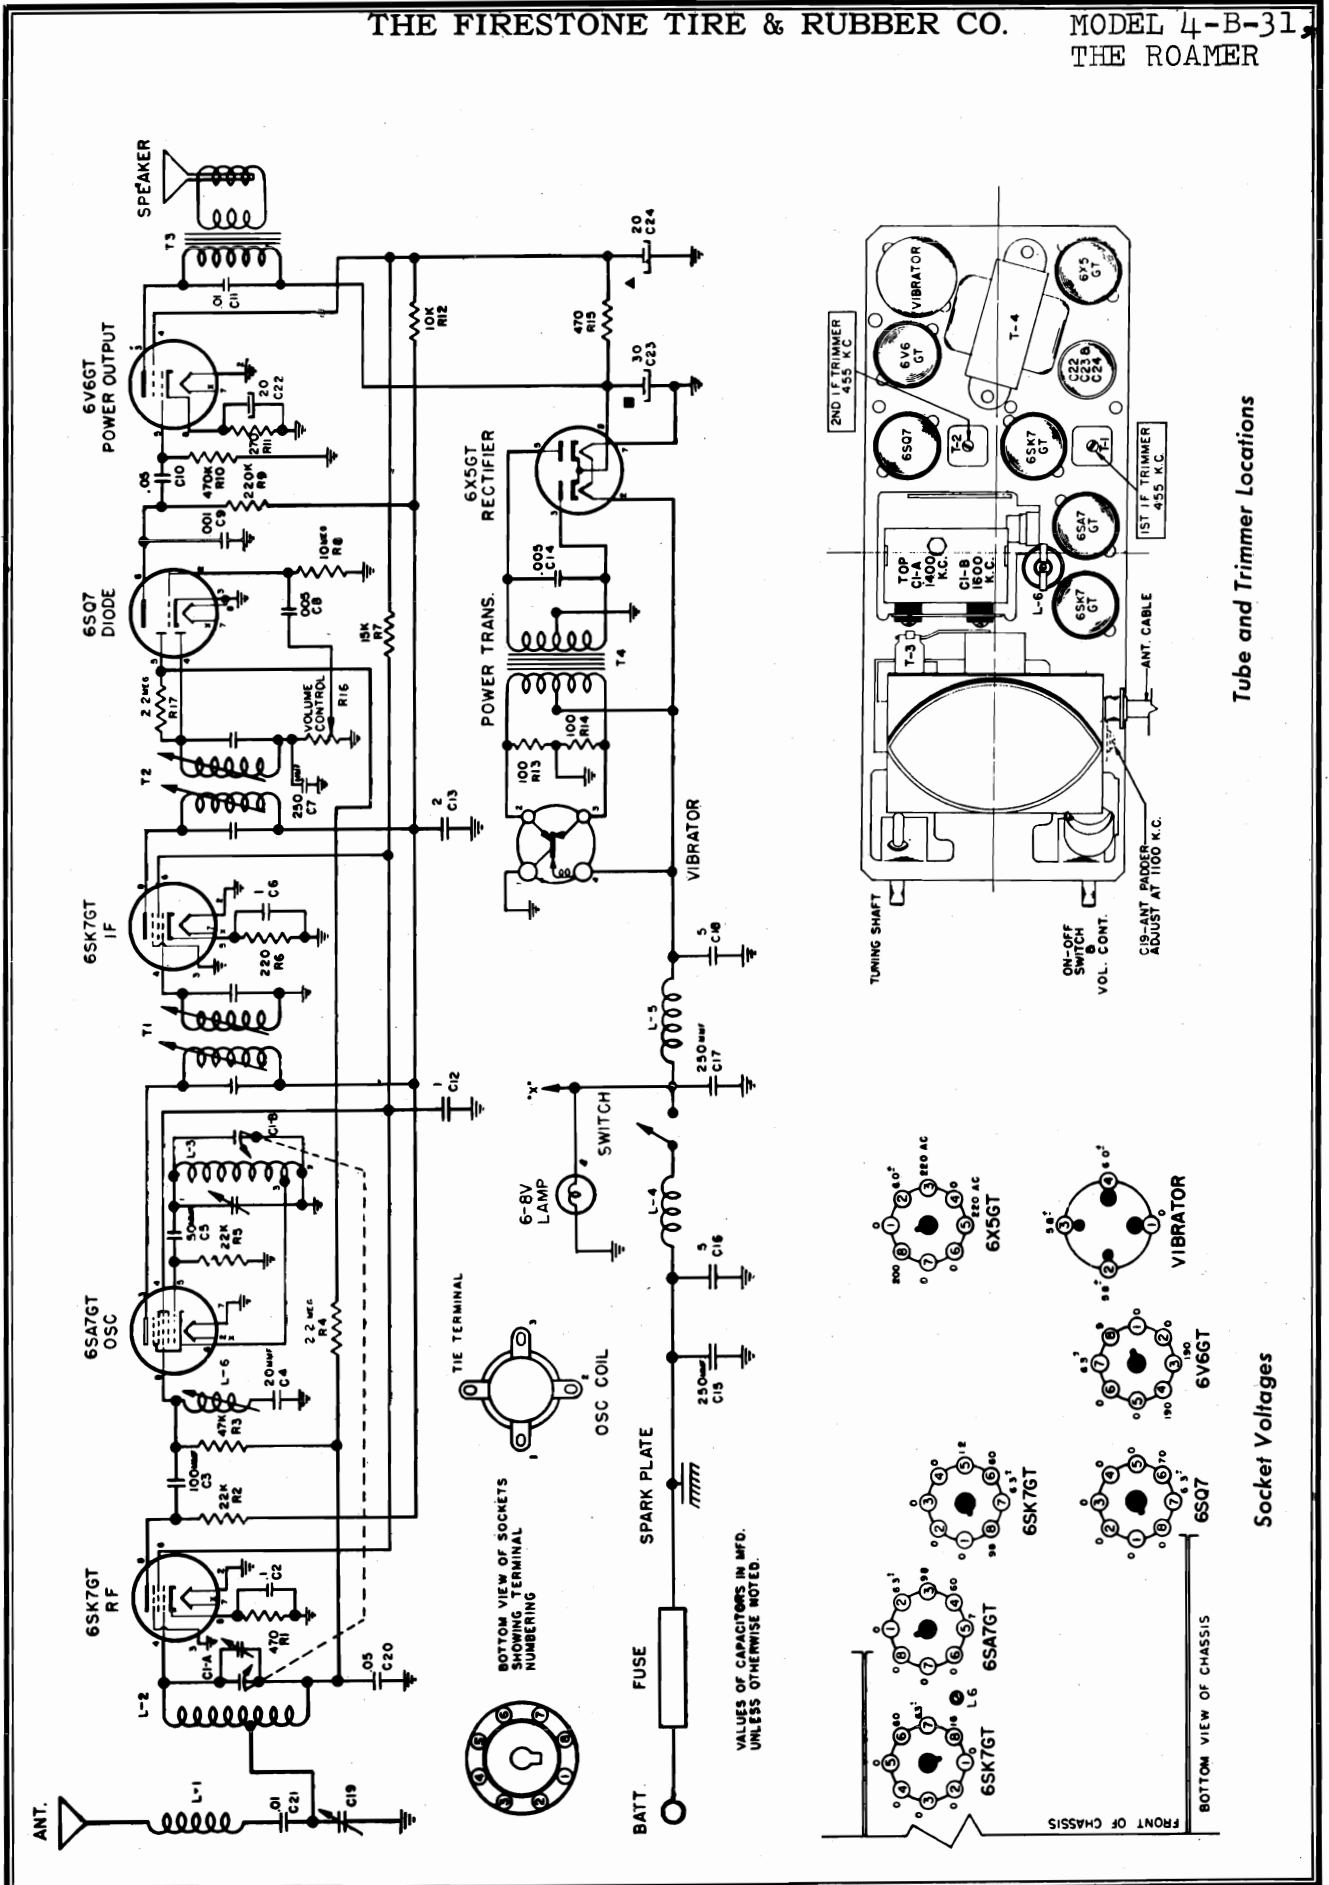 THE FIRESTONE TIRE & RUBBER CO.
MODEL 4-B-31,
THE ROAMER
ANT.
L-1
.01
C21
C19
L-2
C1-A
6SK7GT
RF
470
R1
.1
C2
.05
C20
22K
R2
100MMF
C3
47K
R3
L-6
20MMF
C4
6SA7GT
OSC
22K
R5
50MMF
C5
L-3
C1-B
2.2 MEG
R4
.1
C12
T1
6SK7GT
IF
220
R6
.1
C6
.2
C13
T2
250MMF
C7
VOLUME
CONTROL
R16
2.2 MEG
R17
6SQ7
DIODE
15K
R7
.005
C8
10MEG
R8
.001
C9
220K
R9
470K
R10
.05
C10
6V6GT
POWER OUTPUT
270
R11
20
C22
.01
C11
T3
SPEAKER
10K
R12
BOTTOM VIEW OF SOCKETS
SHOWING TERMINAL
NUMBERING
TIE TERMINAL
OSC COIL
6-8V
LAMP
SWITCH
"X"
VIBRATOR
100
R13
100
R14
POWER TRANS.
T4
.005
C14
6X5GT
RECTIFIER
470
R15
30
C23
20
C24
BATT.
FUSE
SPARK PLATE
250MMF
C15
.5
C16
L-4
250MMF
C17
L-5
.5
C18
VALUES OF CAPACITORS IN MFD.
UNLESS OTHERWISE NOTED.
FRONT OF CHASSIS
BOTTOM VIEW OF CHASSIS
6SK7GT
L6
6SA7GT
6SK7GT
6SQ7
6V6GT
6X5GT
220 AC
220 AC
VIBRATOR
Socket Voltages
TUNING SHAFT
ON-OFF
SWITCH
&
VOL. CONT.
C19-ANT PADDER
ADJUST AT 1100 K.C.
ANT. CABLE
T-3
TOP
C1-A
1400
K.C.
C1-B
1600
K.C.
L-6
6SK7
GT
6SA7
GT
1ST IF TRIMMER
455 K.C.
T-1
6SK7
GT
T-2
6SQ7
2ND IF TRIMMER
455 KC
6V6
GT
VIBRATOR
T-4
C22
C23&
C24
6X5
GT
Tube and Trimmer Locations